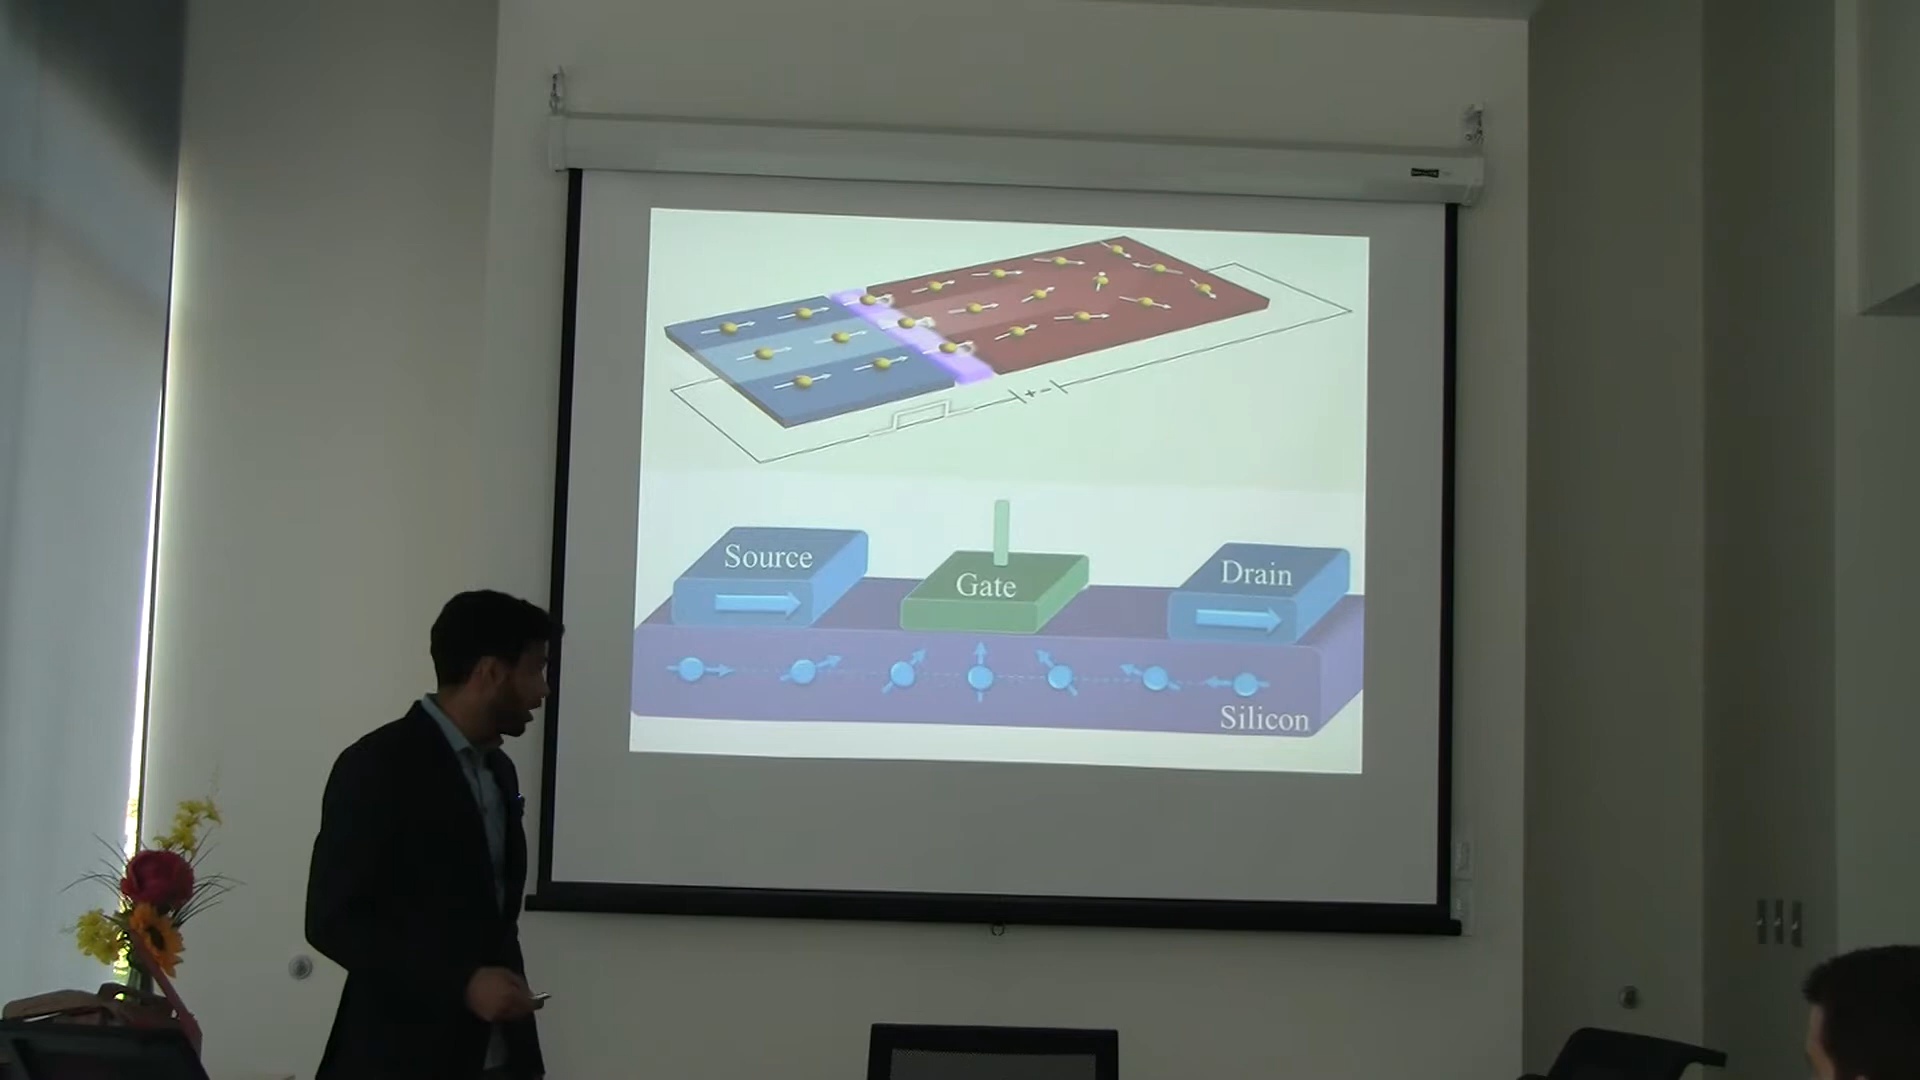 + -
Source
Gate
Drain
Silicon